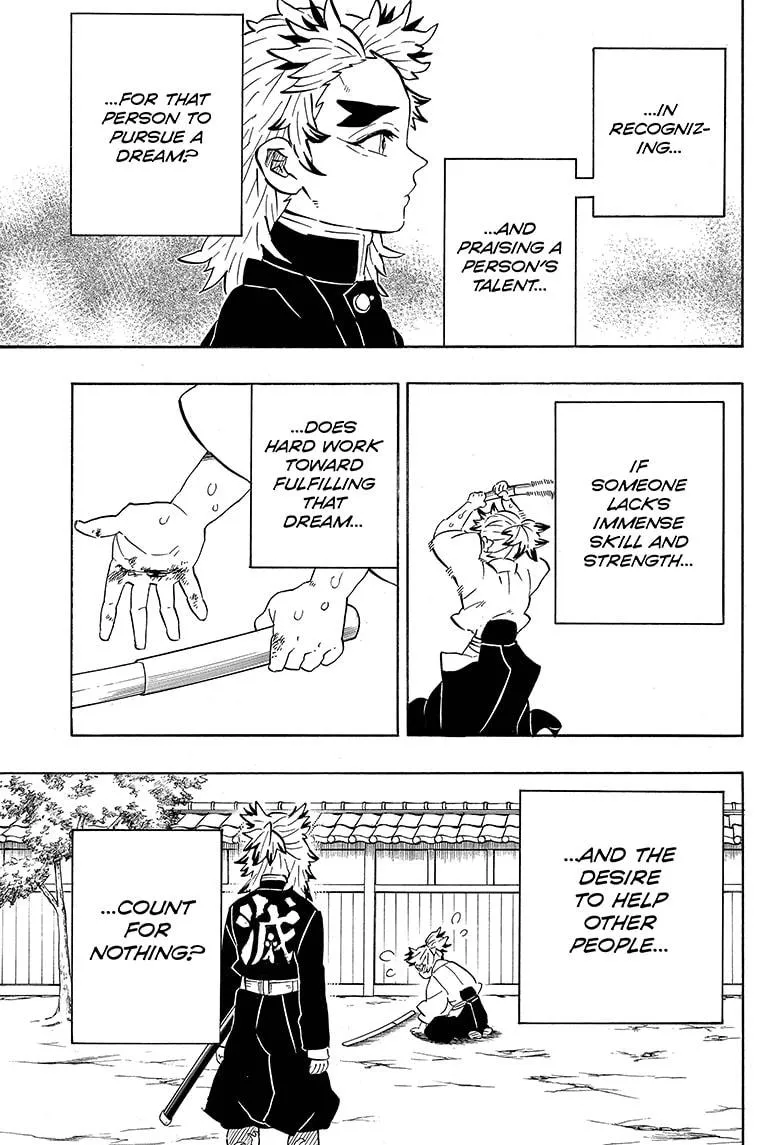 ...IN
RECOGNIZ-
ING...
...AND
PRAISING A
PERSON'S
TALENT...
...FOR THAT
PERSON TO
PURSUE A
DREAM?
IF
SOMEONE
LACKS
IMMENSE
SKILL AND
STRENGTH...
...DOES
HARD WORK
TOWARD
FULFILLING
THAT
DREAM...
...AND THE
DESIRE
TO HELP
OTHER
PEOPLE...
...COUNT
FOR
NOTHING?
滅